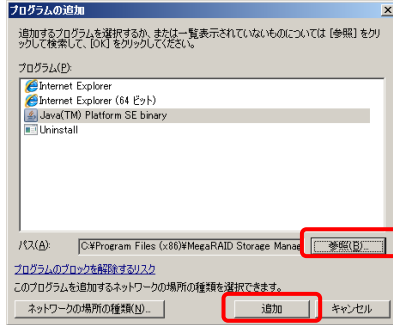 プログラムの追加
追加するプログラムを選択するか、または一覧表示されていないものについては [参照] をクリ
ックして検索して、[OK] をクリックしてください。
プログラム(P):
Internet Explorer
Internet Explorer (64 ビット)
Java(TM) Platform SE binary
Uninstall
パス(A):
C:¥Program Files (x86)¥MegaRAID Storage Manag
参照(B)...
プログラムのブロックを解除するリスク
このプログラムを追加するネットワークの場所の種類を選択できます。
ネットワークの場所の種類(N)...
追加
キャンセル